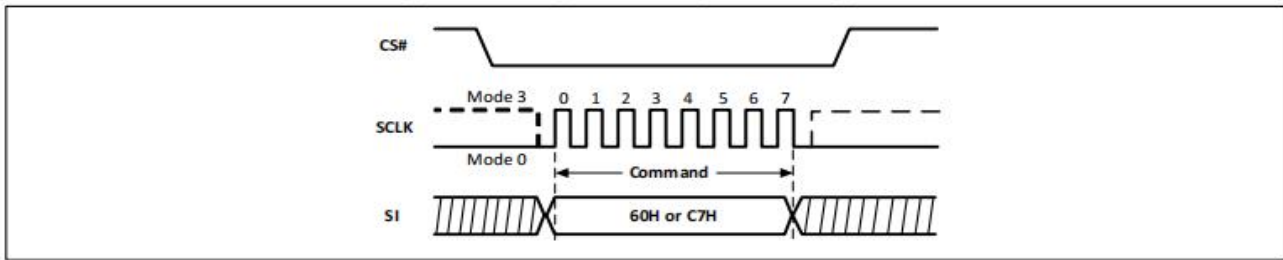 CS#
Mode 3 0 1 2 3 4 5 6 7
SCLK
Mode 0
Command
SI 60H or C7H